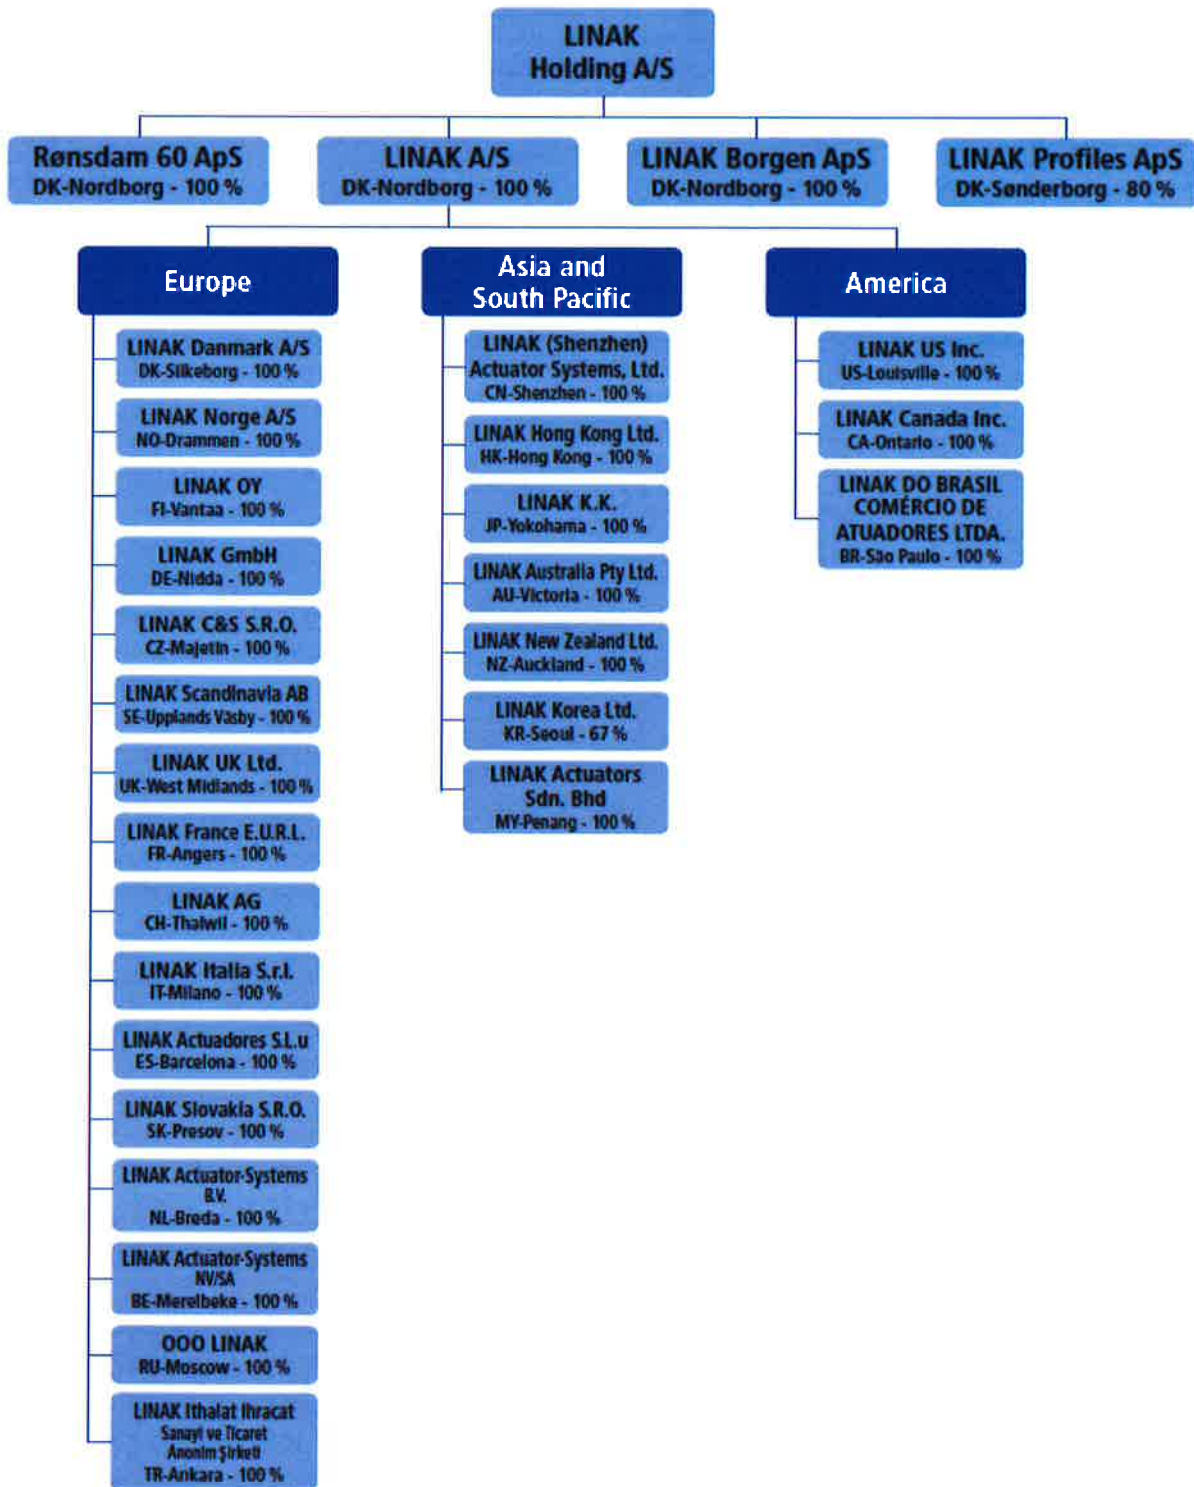 LINAK
Holding A/S
Rønsdam 60 ApS
DK-Nordborg - 100 %
LINAK A/S
DK-Nordborg - 100 %
LINAK Borgen ApS
DK-Nordborg - 100 %
LINAK Profiles ApS
DK-Sønderborg - 80 %
Europe
LINAK Danmark A/S
DK-Silkeborg - 100 %
LINAK Norge A/S
NO-Drammen - 100 %
LINAK OY
FI-Vantaa - 100 %
LINAK GmbH
DE-Nidda - 100 %
LINAK C&S S.R.O.
CZ-Majetin - 100 %
LINAK Scandinavia AB
SE-Upplands Väsby - 100 %
LINAK UK Ltd.
UK-West Midlands - 100 %
LINAK France E.U.R.L.
FR-Angers - 100 %
LINAK AG
CH-Thalwil - 100 %
LINAK Italia S.r.l.
IT-Milano - 100 %
LINAK Actuadores S.L.u
ES-Barcelona - 100 %
LINAK Slovakia S.R.O.
SK-Presov - 100 %
LINAK Actuator-Systems
B.V.
NL-Breda - 100 %
LINAK Actuator-Systems
NV/SA
BE-Merelbeke - 100 %
OOO LINAK
RU-Moscow - 100 %
LINAK Ithalat Ihracat
Sanayi ve Ticaret
Anonim Şirketi
TR-Ankara - 100 %
Asia and
South Pacific
LINAK (Shenzhen)
Actuator Systems, Ltd.
CN-Shenzhen - 100 %
LINAK Hong Kong Ltd.
HK-Hong Kong - 100 %
LINAK K.K.
JP-Yokohama - 100 %
LINAK Australia Pty Ltd.
AU-Victoria - 100 %
LINAK New Zealand Ltd.
NZ-Auckland - 100 %
LINAK Korea Ltd.
KR-Seoul - 67 %
LINAK Actuators
Sdn. Bhd
MY-Penang - 100 %
America
LINAK US Inc.
US-Louisville - 100 %
LINAK Canada Inc.
CA-Ontario - 100 %
LINAK DO BRASIL
COMÉRCIO DE
ATUADORES LTDA.
BR-São Paulo - 100 %